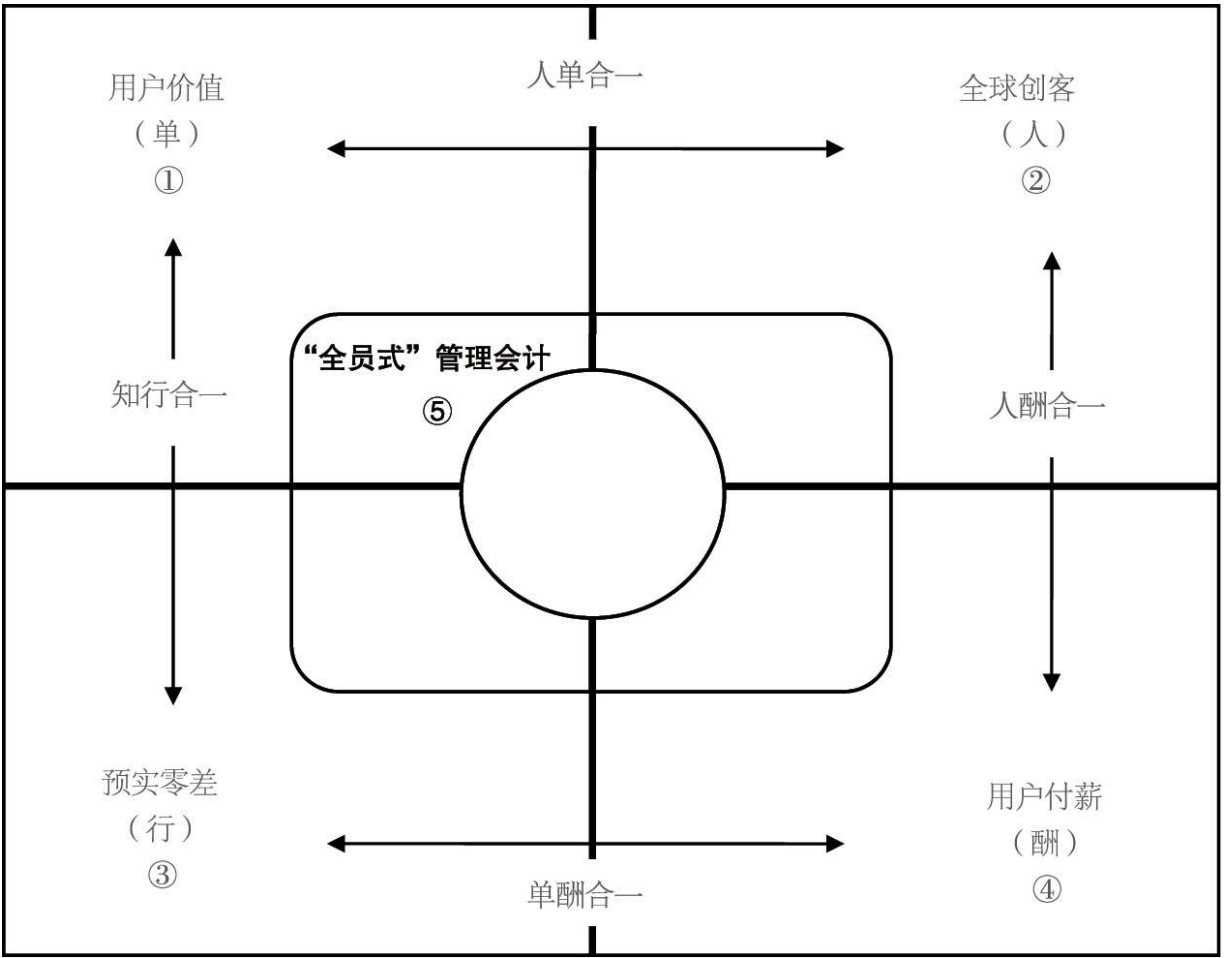 人单合一
用户价值
（单）
①
全球创客
（人）
②
“全员式”管理会计
⑤
知行合一
人酬合一
预实零差
（行）
③
用户付薪
（酬）
④
单酬合一